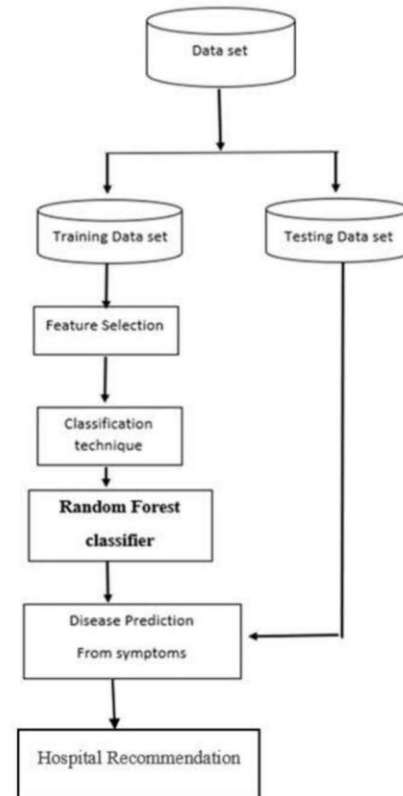 Data set
Training Data set
Testing Data set
Feature Selection
Classification
technique
Random Forest
classifier
Disease Prediction
From symptoms
Hospital Recommendation